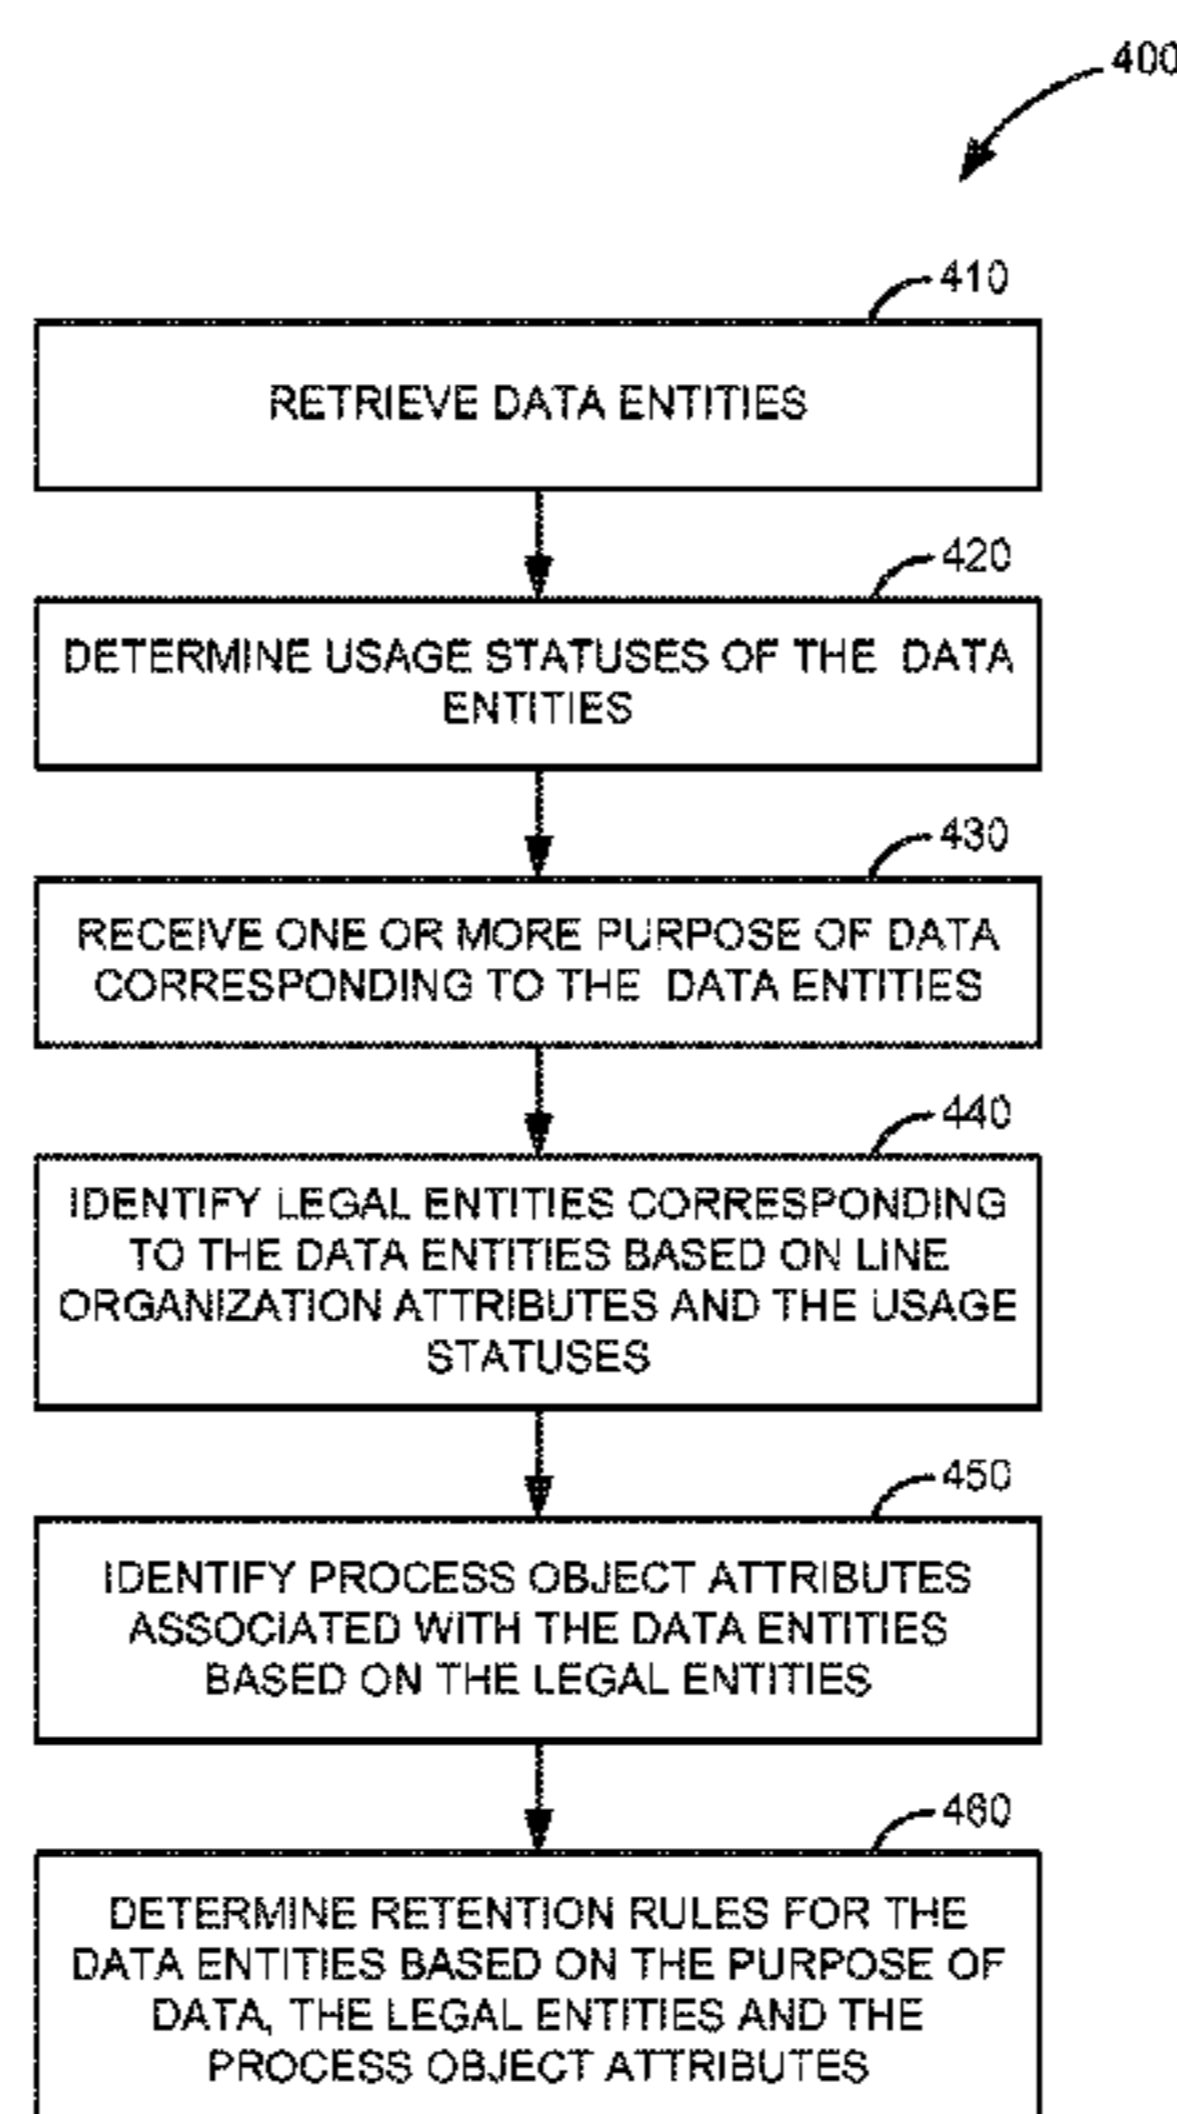 400
410
RETRIEVE DATA ENTITIES
420
DETERMINE USAGE STATUSES OF THE DATA
ENTITIES
430
RECEIVE ONE OR MORE PURPOSE OF DATA
CORRESPONDING TO THE DATA ENTITIES
440
IDENTIFY LEGAL ENTITIES CORRESPONDING
TO THE DATA ENTITIES BASED ON LINE
ORGANIZATION ATTRIBUTES AND THE USAGE
STATUSES
450
IDENTIFY PROCESS OBJECT ATTRIBUTES
ASSOCIATED WITH THE DATA ENTITIES
BASED ON THE LEGAL ENTITIES
460
DETERMINE RETENTION RULES FOR THE
DATA ENTITIES BASED ON THE PURPOSE OF
DATA, THE LEGAL ENTITIES AND THE
PROCESS OBJECT ATTRIBUTES